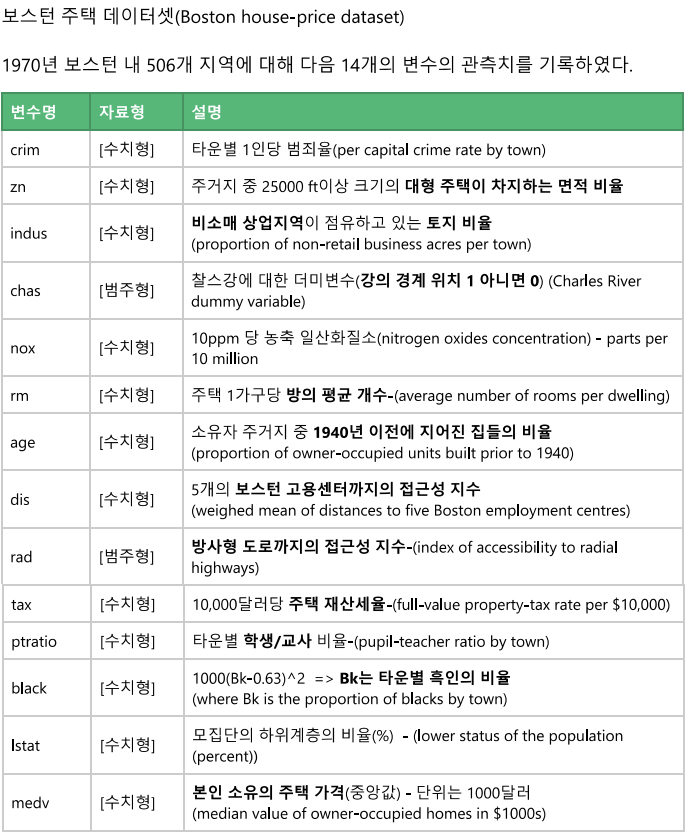 보스턴 주택 데이터셋(Boston house-price dataset)
1970년 보스턴 내 506개 지역에 대해 다음 14개의 변수의 관측치를 기록하였다.
변수명 자료형 설명
crim [수치형] 타운별 1인당 범죄율(per capital crime rate by town)
zn [수치형] 주거지 중 25000 ft이상 크기의 대형 주택이 차지하는 면적 비율
indus [수치형] 비소매 상업지역이 점유하고 있는 토지 비율
(proportion of non-retail business acres per town)
chas [범주형] 찰스강에 대한 더미변수(강의 경계 위치 1 아니면 0) (Charles River
dummy variable)
nox [수치형] 10ppm 당 농축 일산화질소(nitrogen oxides concentration) - parts per
10 million
rm [수치형] 주택 1가구당 방의 평균 개수-(average number of rooms per dwelling)
age [수치형] 소유자 주거지 중 1940년 이전에 지어진 집들의 비율
(proportion of owner-occupied units built prior to 1940)
dis [수치형] 5개의 보스턴 고용센터까지의 접근성 지수
(weighed mean of distances to five Boston employment centres)
rad [범주형] 방사형 도로까지의 접근성 지수-(index of accessibility to radial
highways)
tax [수치형] 10,000달러당 주택 재산세율-(full-value property-tax rate per $10,000)
ptratio [수치형] 타운별 학생/교사 비율-(pupil-teacher ratio by town)
black [수치형] 1000(Bk-0.63)^2 => Bk는 타운별 흑인의 비율
(where Bk is the proportion of blacks by town)
lstat [수치형] 모집단의 하위계층의 비율(%) - (lower status of the population
(percent))
medv [수치형] 본인 소유의 주택 가격(중앙값) - 단위는 1000달러
(median value of owner-occupied homes in $1000s)